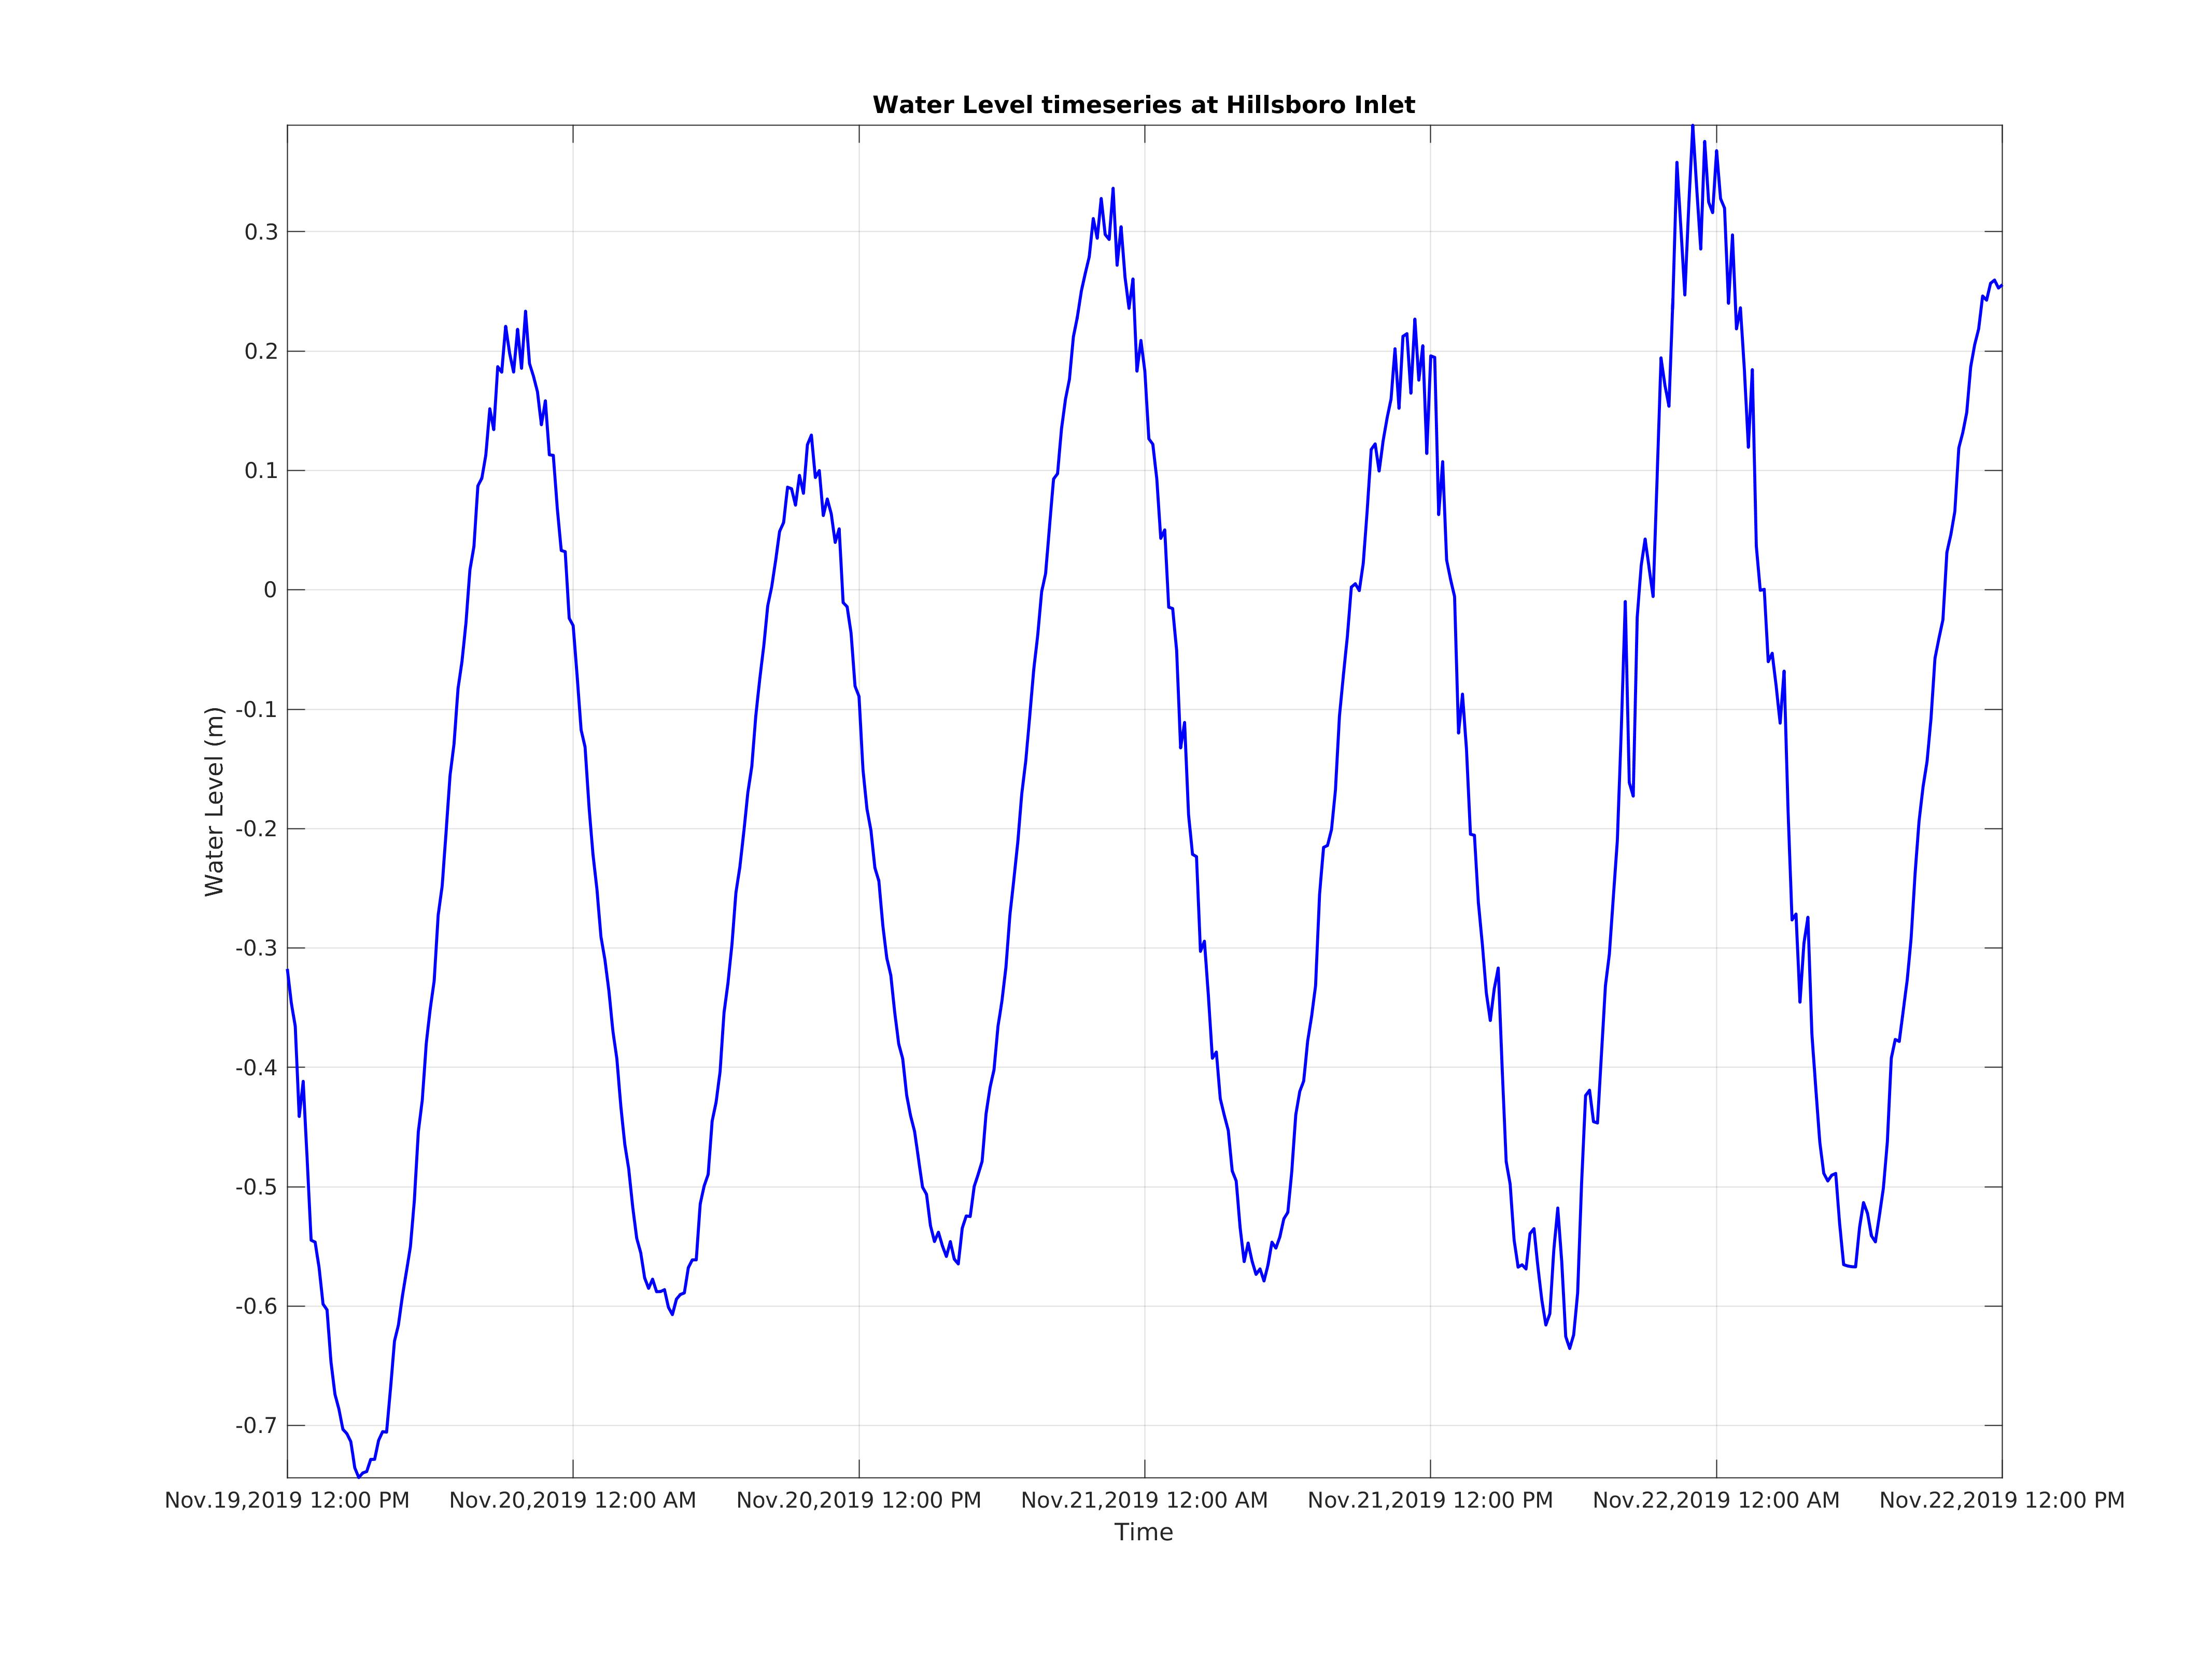 Water Level timeseries at Hillsboro Inlet
0.3
0.2
0.1
0
-0.1
-0.2
-0.3
-0.4
-0.5
-0.6
-0.7
Water Level (m)
Nov.19,2019 12:00 PM Nov.20,2019 12:00 AM Nov.20,2019 12:00 PM Nov.21,2019 12:00 AM Nov.21,2019 12:00 PM Nov.22,2019 12:00 AM Nov.22,2019 12:00 PM
Time